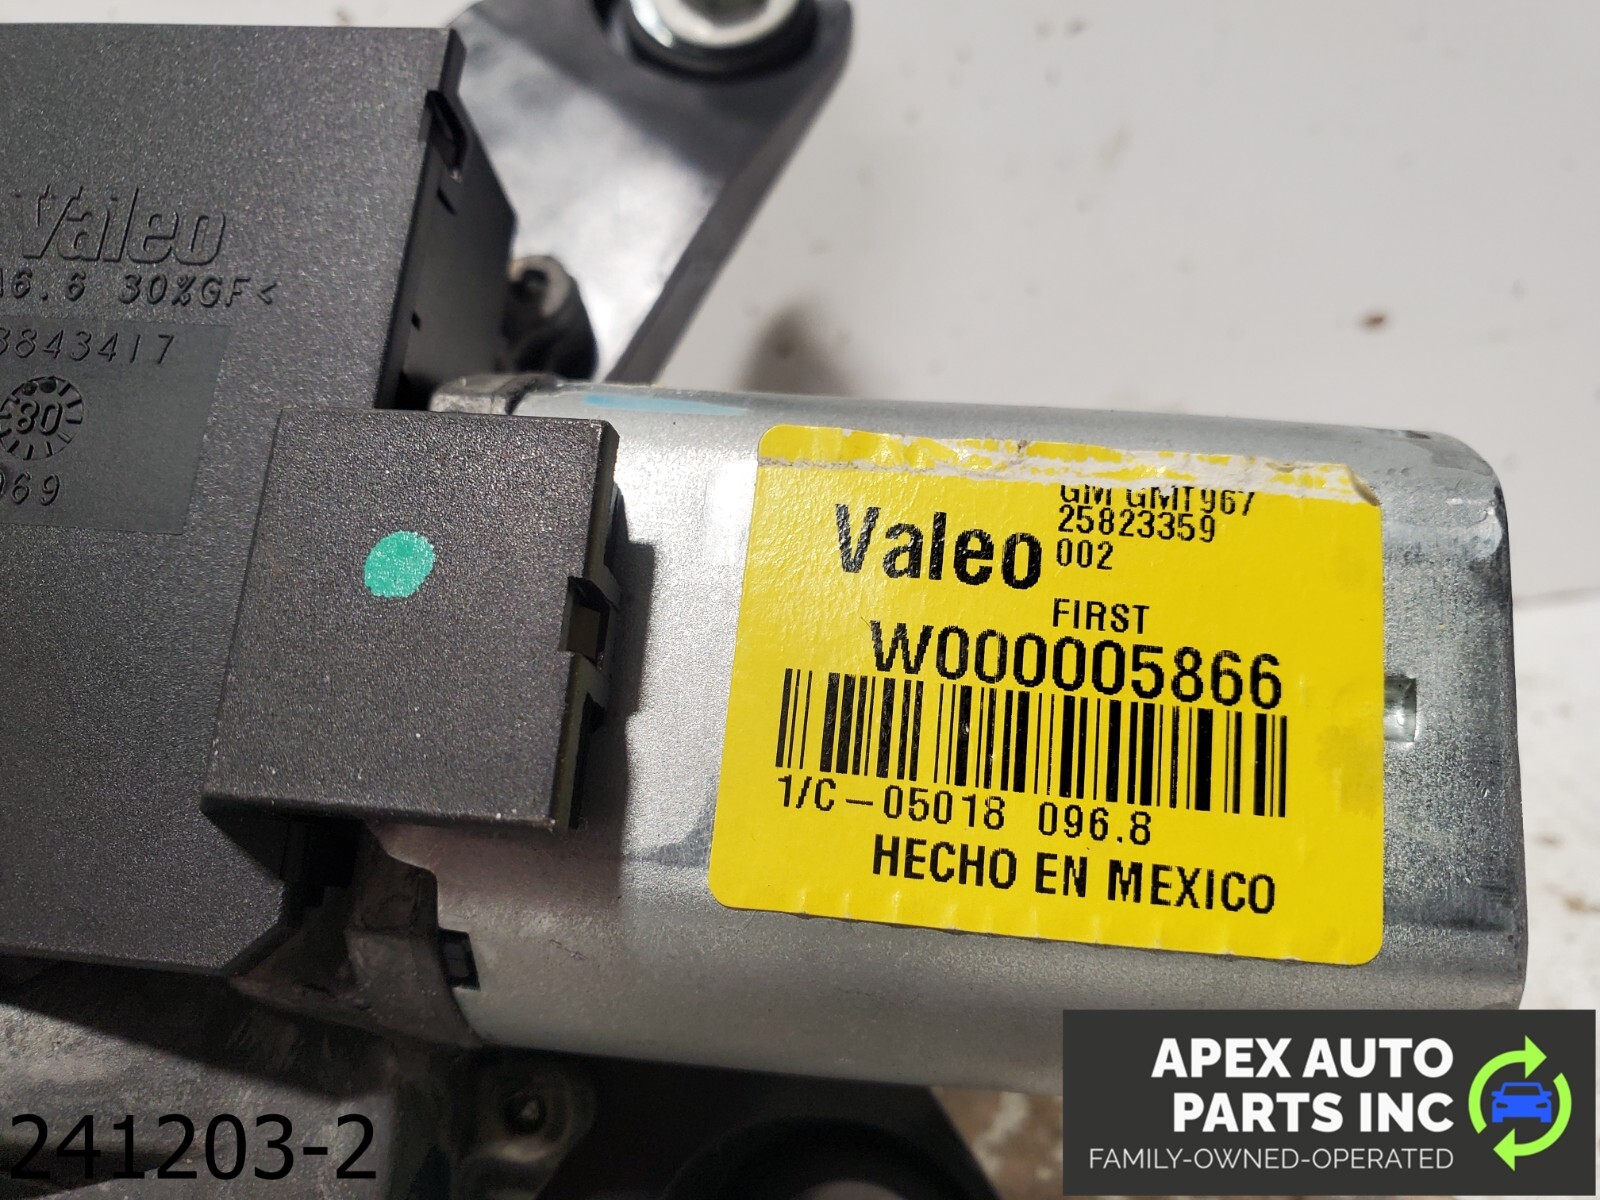 Valeo
A6.6 30%GF<
3843417
80
069
GM GMT967
25823359
Valeo
002
FIRST
W000005866
1/C-05018 096.8
HECHO EN MEXICO
241203-2
APEX AUTO
PARTS INC
FAMILY-OWNED-OPERATED